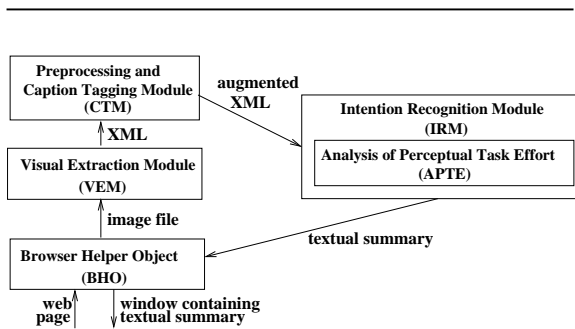 Preprocessing and
Caption Tagging Module
(CTM)
augmented
XML
Intention Recognition Module
(IRM)
Analysis of Perceptual Task Effort
(APTE)
XML
Visual Extraction Module
(VEM)
image file
textual summary
Browser Helper Object
(BHO)
web
page
window containing
textual summary